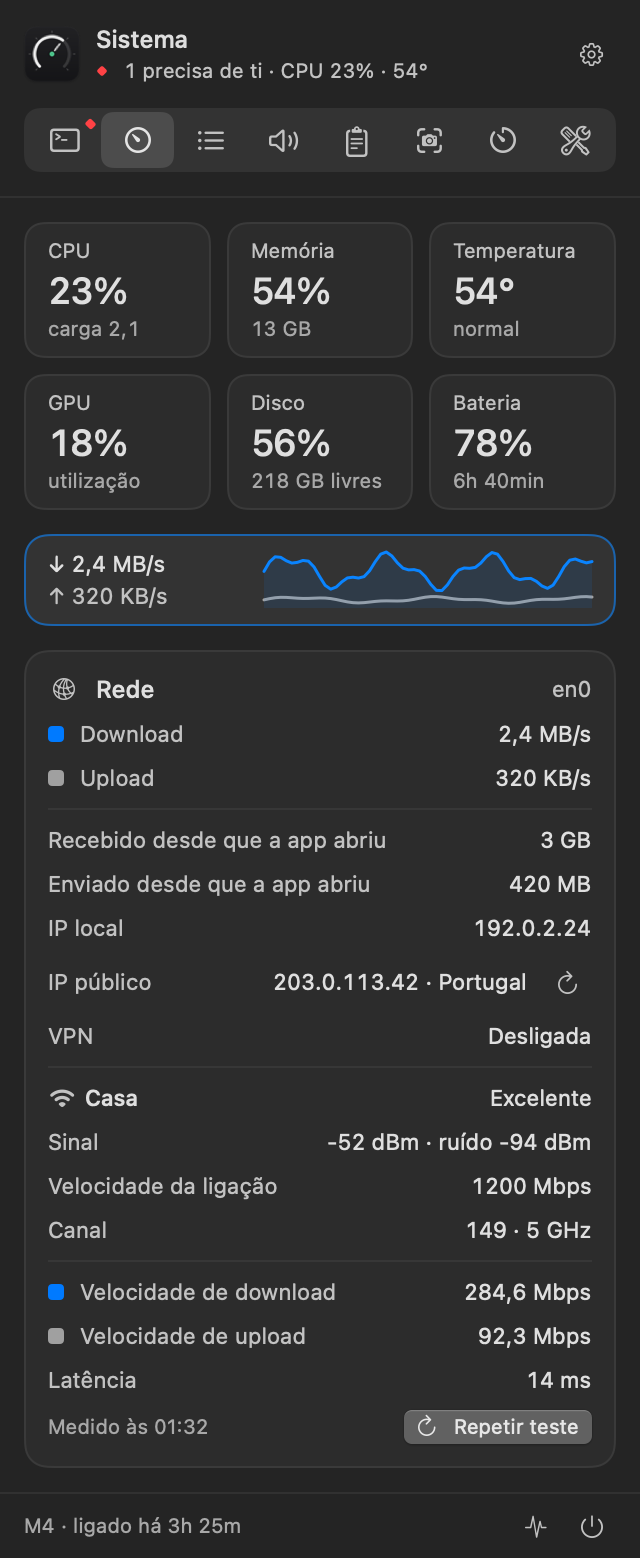 Sistema
1 precisa de ti · CPU 23% · 54°
CPU
23%
carga 2,1
Memória
54%
13 GB
Temperatura
54°
normal
GPU
18%
utilização
Disco
56%
218 GB livres
Bateria
78%
6h 40min
↓ 2,4 MB/s
↑ 320 KB/s
Rede en0
Download 2,4 MB/s
Upload 320 KB/s
Recebido desde que a app abriu 3 GB
Enviado desde que a app abriu 420 MB
IP local 192.0.2.24
IP público 203.0.113.42 · Portugal
VPN Desligada
Casa Excelente
Sinal -52 dBm · ruído -94 dBm
Velocidade da ligação 1200 Mbps
Canal 149 · 5 GHz
Velocidade de download 284,6 Mbps
Velocidade de upload 92,3 Mbps
Latência 14 ms
Medido às 01:32 Repetir teste
M4 · ligado há 3h 25m